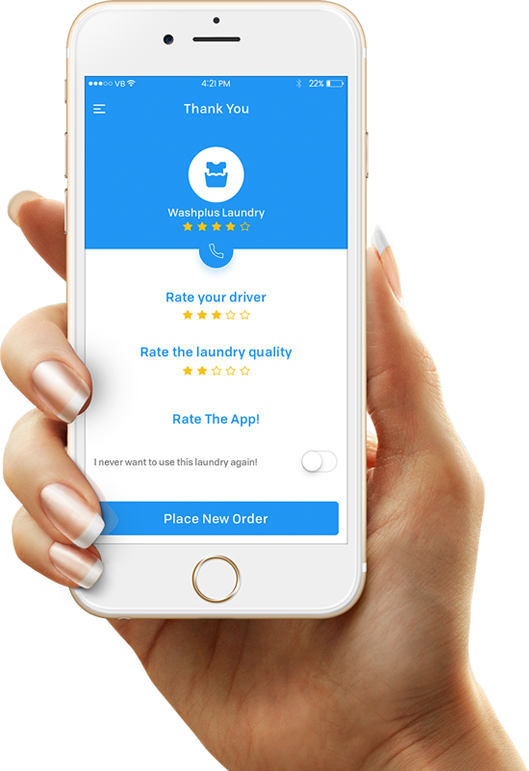 VB 4:21 PM 22%
Thank You
Washplus Laundry
Rate your driver
Rate the laundry quality
Rate The App!
I never want to use this laundry again!
Place New Order